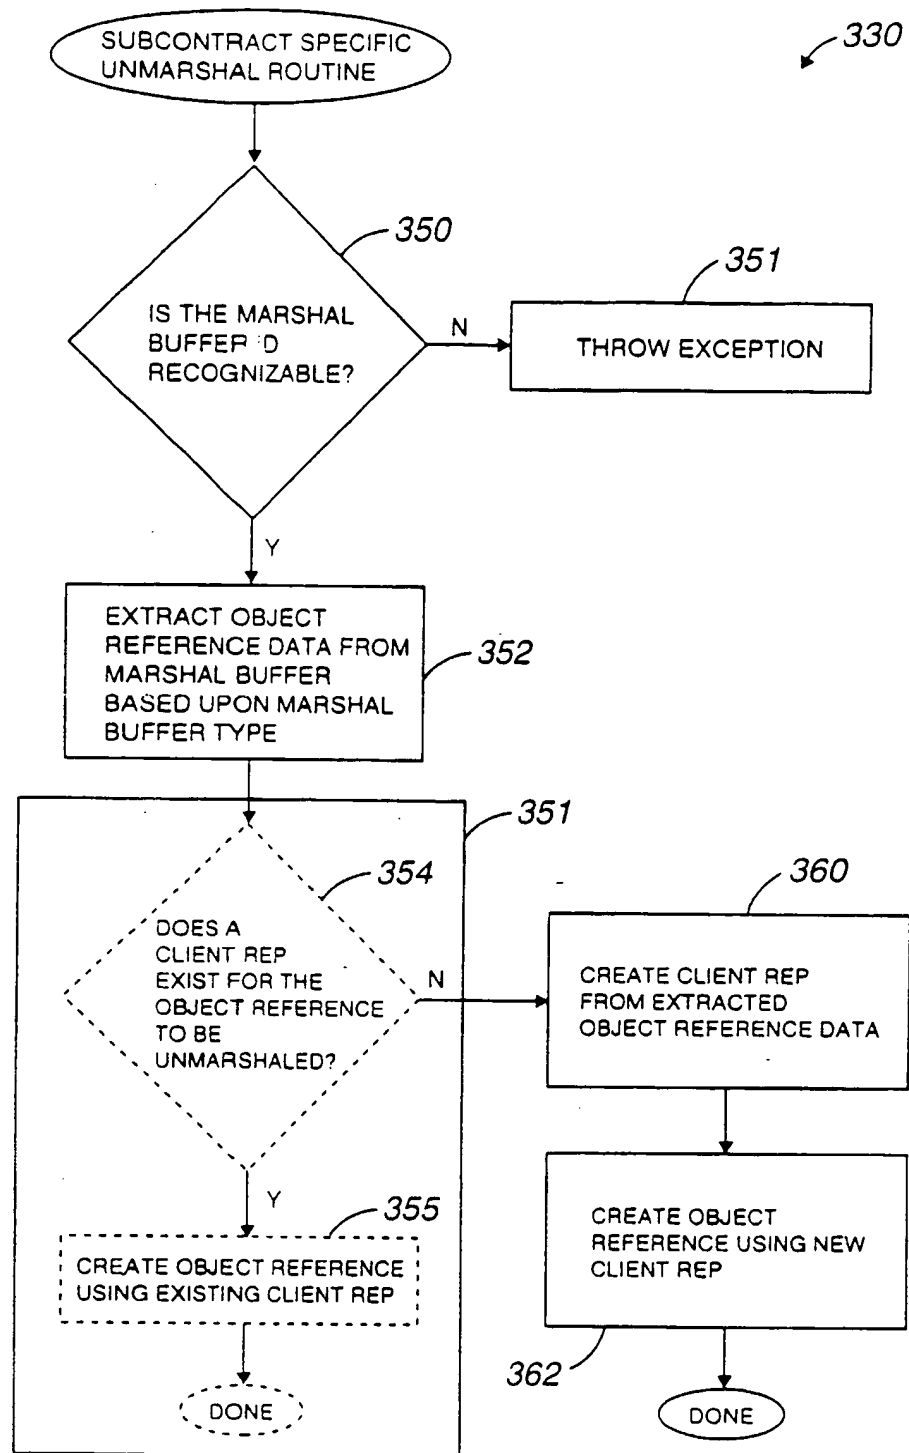 SUBCONTRACT SPECIFIC
UNMARSHAL ROUTINE
330
350
IS THE MARSHAL
BUFFER :D
RECOGNIZABLE?
N
351
THROW EXCEPTION
Y
EXTRACT OBJECT
REFERENCE DATA FROM
MARSHAL BUFFER
BASED UPON MARSHAL
BUFFER TYPE
352
351
354
DOES A
CLIENT REP
EXIST FOR THE
OBJECT REFERENCE
TO BE
UNMARSHALED?
N
360
CREATE CLIENT REP
FROM EXTRACTED
OBJECT REFERENCE DATA
Y
355
CREATE OBJECT REFERENCE
USING EXISTING CLIENT REP
CREATE OBJECT
REFERENCE USING NEW
CLIENT REP
362
DONE
DONE